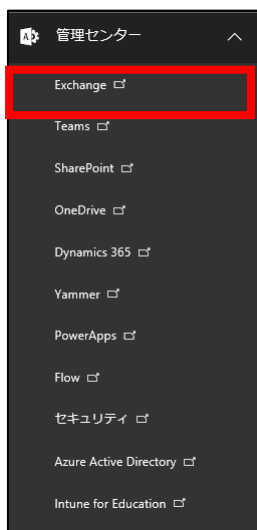 管理センター
Exchange
Teams
SharePoint
OneDrive
Dynamics 365
Yammer
PowerApps
Flow
セキュリティ
Azure Active Directory
Intune for Education